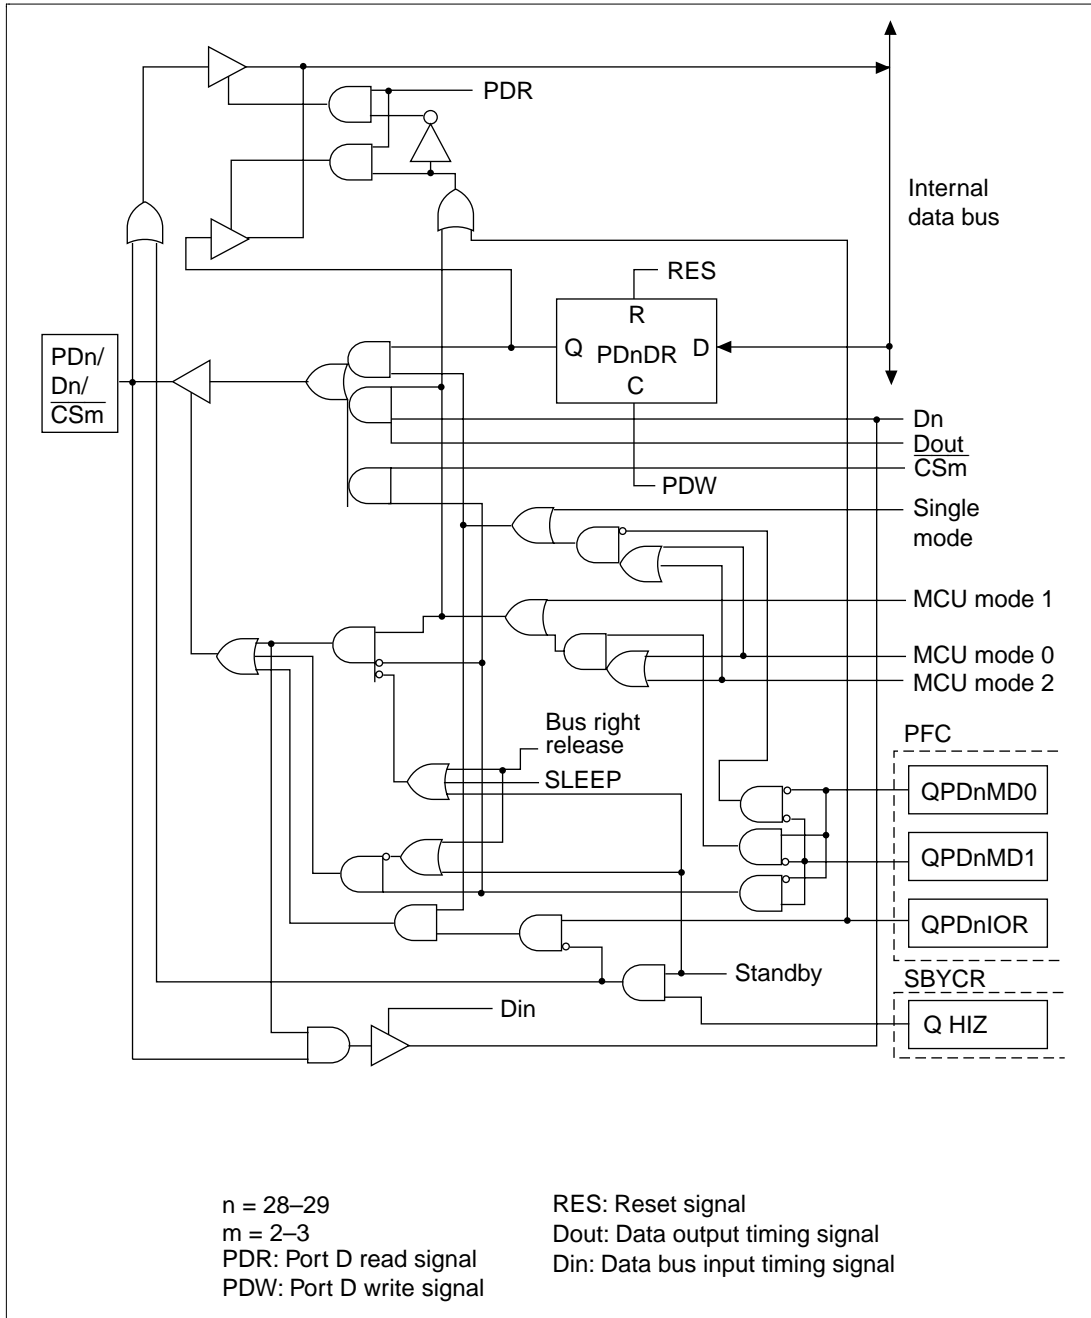 PDR
Internal
data bus
RES
R
Q PDnDR D
C
PDn/
Dn/
CSm
Dn
Dout
CSm
PDW
Single
mode
MCU mode 1
MCU mode 0
MCU mode 2
Bus right
release
SLEEP
PFC
QPDnMD0
QPDnMD1
QPDnIOR
Standby
SBYCR
Q HIZ
Din
n = 28–29
m = 2–3
PDR: Port D read signal
PDW: Port D write signal
RES: Reset signal
Dout: Data output timing signal
Din: Data bus input timing signal